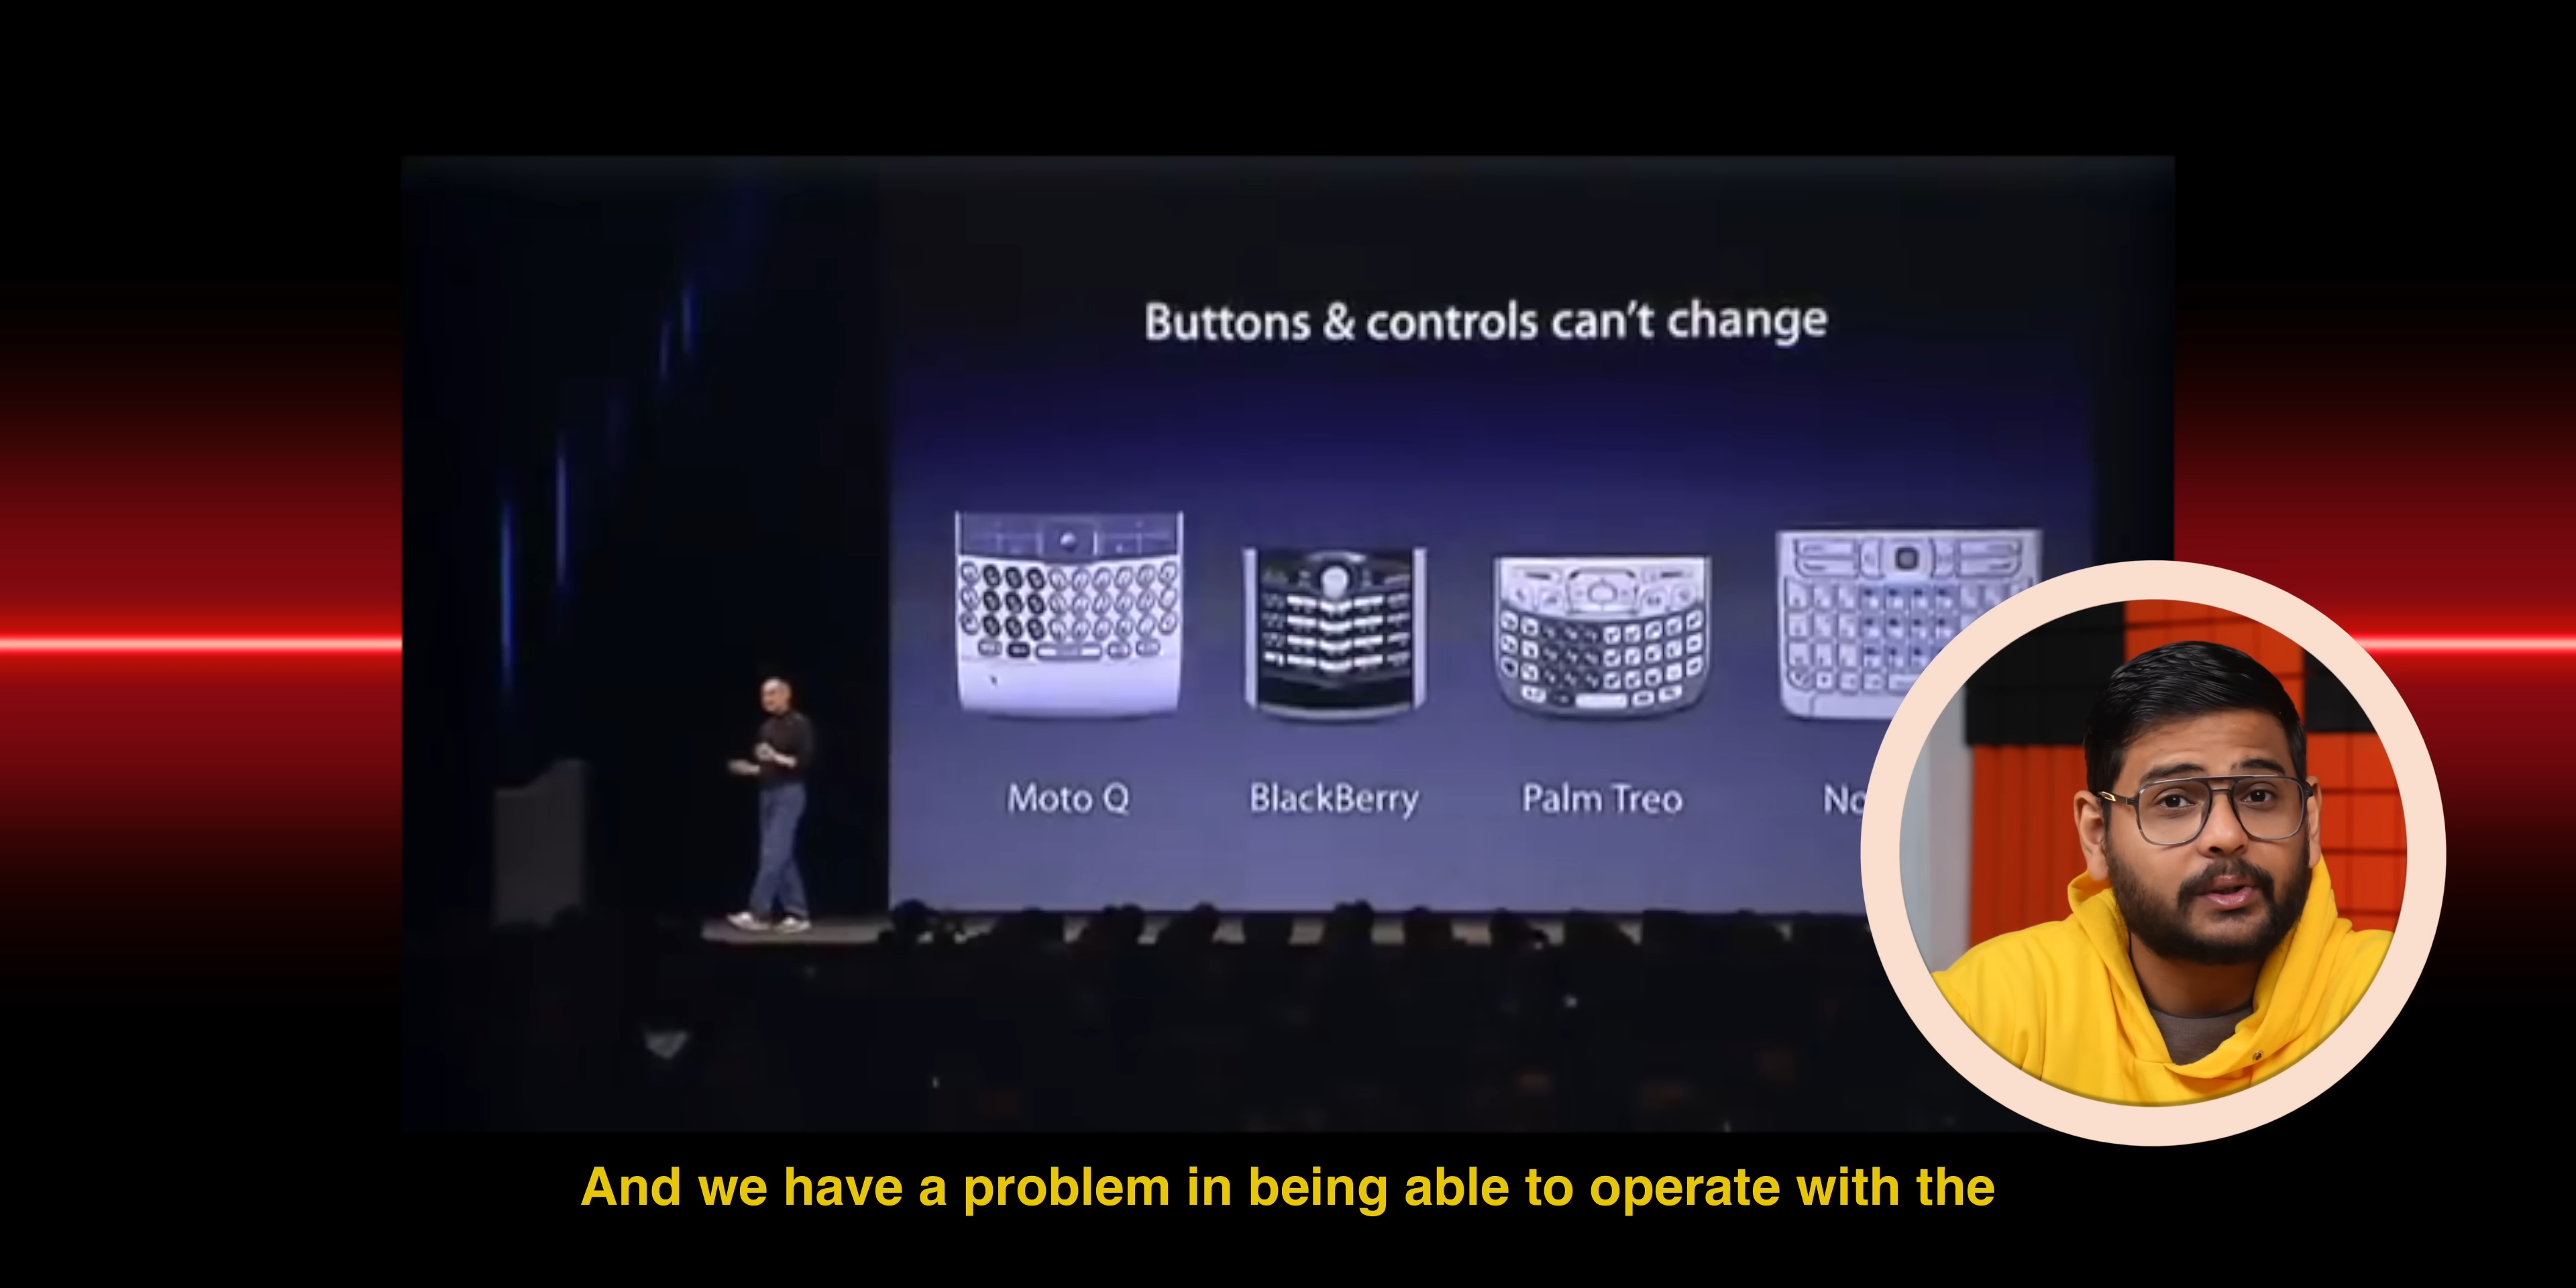 Buttons & controls can't change
Moto Q BlackBerry Palm Treo No
And we have a problem in being able to operate with the